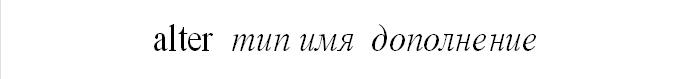 alter тип имя дополнение